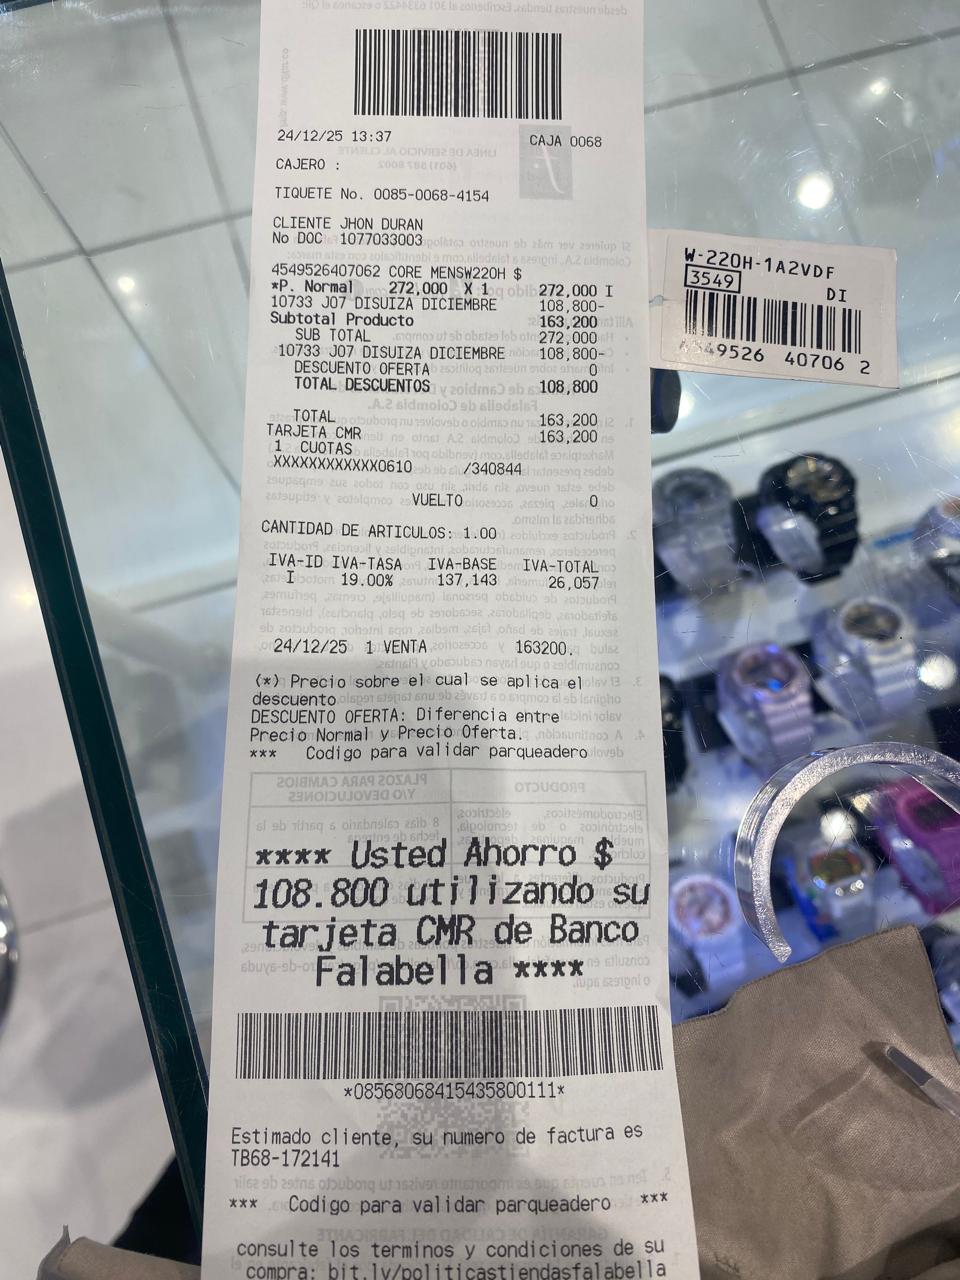 24/12/25 13:37 CAJA 0068
CAJERO :
TIQUETE No. 0085-0068-4154
CLIENTE JHON DURAN
No DOC 1077033003
4549526407062 CORE MENSW220H $
*P. Normal 272,000 X 1 272,000 I
10733 J07 DISUIZA DICIEMBRE 108,800-
Subtotal Producto 163,200
SUB TOTAL 272,000
10733 J07 DISUIZA DICIEMBRE 108,800-
DESCUENTO OFERTA 0
TOTAL DESCUENTOS 108,800
TOTAL 163,200
TARJETA CMR 163,200
1 CUOTAS
XXXXXXXXXXXX0610 /340844
VUELTO 0
CANTIDAD DE ARTICULOS: 1.00
IVA-ID IVA-TASA IVA-BASE IVA-TOTAL
I 19.00% 137,143 26,057
24/12/25 1 VENTA 163200.
(*) Precio sobre el cual se aplica el
descuento
DESCUENTO OFERTA: Diferencia entre
Precio Normal y Precio Oferta.
*** Codigo para validar parqueadero
**** Usted Ahorro $
108.800 utilizando su
tarjeta CMR de Banco
Falabella ****
*08568068415435800111*
Estimado cliente, su numero de factura es
TB68-172141
*** Codigo para validar parqueadero ***
consulte los terminos y condiciones de su
compra: bit.ly/politicastiendasfalabella
W-220H-1A2VDF
3549
DI
4549526 40706 2